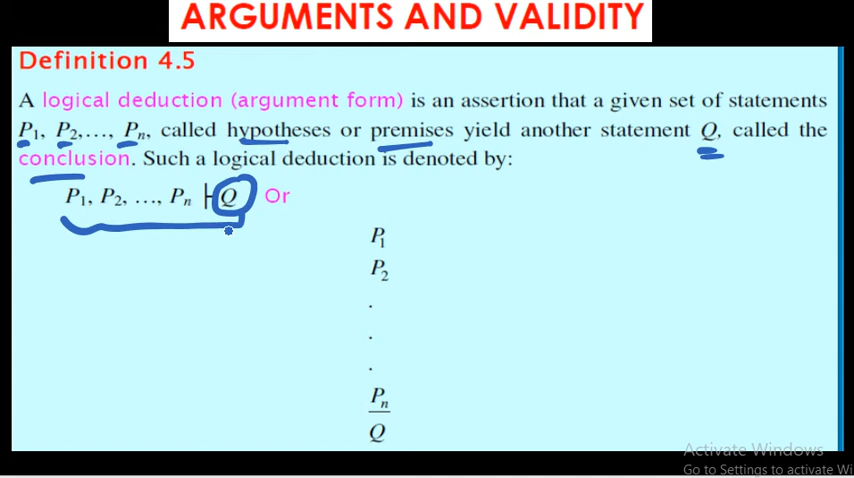 ARGUMENTS AND VALIDITY
Definition 4.5
A logical deduction (argument form) is an assertion that a given set of statements
P₁, P₂,…, Pₙ, called hypotheses or premises yield another statement Q, called the
conclusion. Such a logical deduction is denoted by:
P₁, P₂, …, Pₙ ├ Q Or
P₁
P₂
.
.
.
Pₙ
Q
Activate Windows
Go to Settings to activate Wi